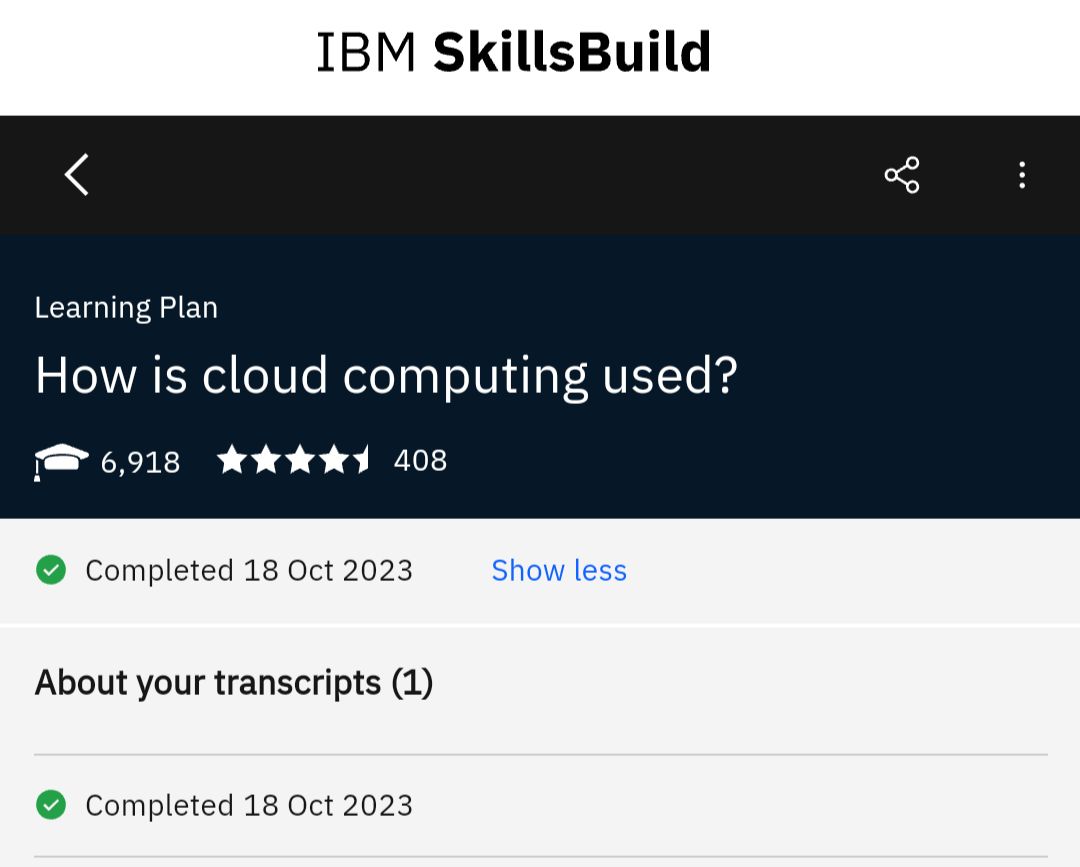 IBM SkillsBuild
Learning Plan
How is cloud computing used?
6,918 408
Completed 18 Oct 2023 Show less
About your transcripts (1)
Completed 18 Oct 2023